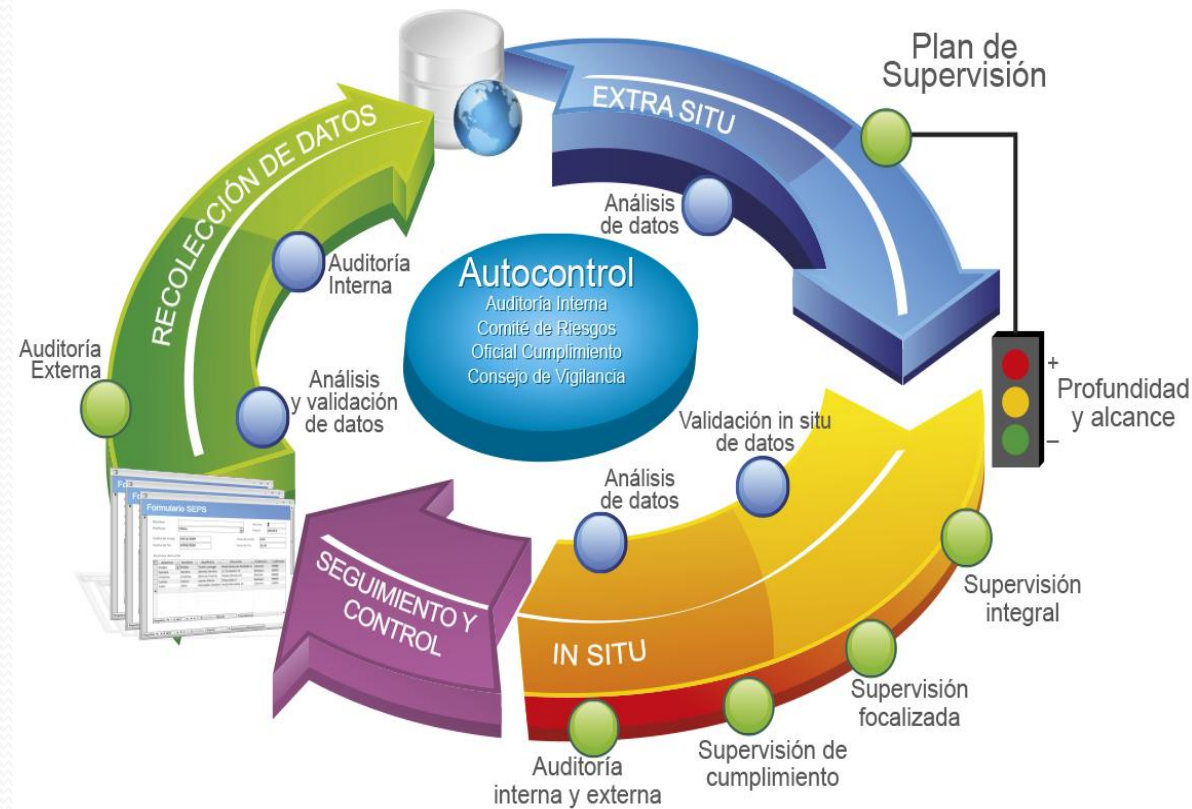 Plan de
Supervisión
EXTRA SITU
RECOLECCIÓN DE DATOS
Análisis
de datos
Auditoría
Interna
Autocontrol
Auditoría Interna
Comité de Riesgos
Oficial Cumplimiento
Consejo de Vigilancia
Auditoría
Externa
Análisis
y validación
de datos
+
Profundidad
y alcance
–
Validación in situ
de datos
Análisis
de datos
Formulario SEPS
SEGUIMIENTO Y
CONTROL
IN SITU
Supervisión
integral
Supervisión
focalizada
Supervisión de
cumplimiento
Auditoría
interna y externa